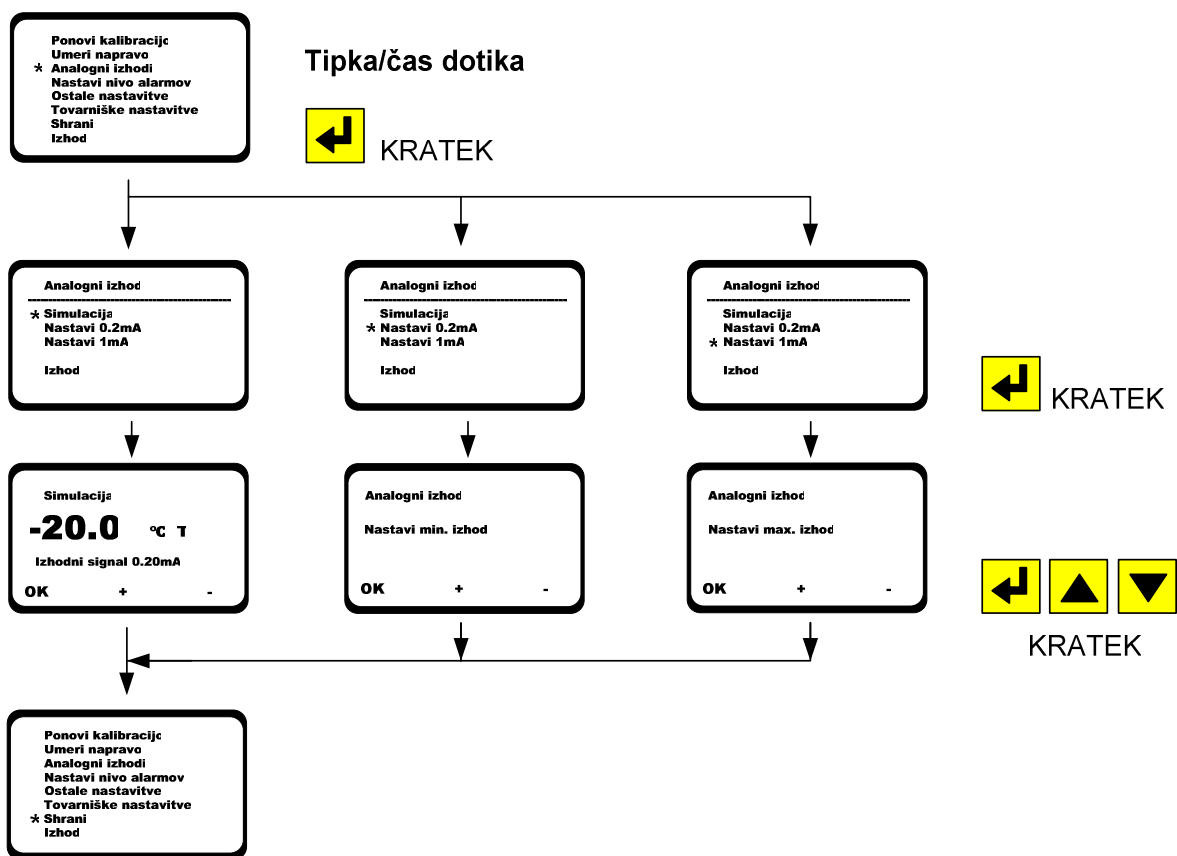 Ponovi kalibracijo
Umeri napravo
* Analogni izhodi
Nastavi nivo alarmov
Ostale nastavitve
Tovarniške nastavitve
Shrani
Izhod
Tipka/čas dotika
KRATEK
Analogni izhod
* Simulacija
Nastavi 0.2mA
Nastavi 1mA
Izhod
Analogni izhod
Simulacija
* Nastavi 0.2mA
Nastavi 1mA
Izhod
Analogni izhod
Simulacija
Nastavi 0.2mA
* Nastavi 1mA
Izhod
KRATEK
Simulacija
-20.0 °C T
Izhodni signal 0.20mA
OK + -
Analogni izhod
Nastavi min. izhod
OK + -
Analogni izhod
Nastavi max. izhod
OK + -
KRATEK
Ponovi kalibracijo
Umeri napravo
Analogni izhodi
Nastavi nivo alarmov
Ostale nastavitve
Tovarniške nastavitve
* Shrani
Izhod